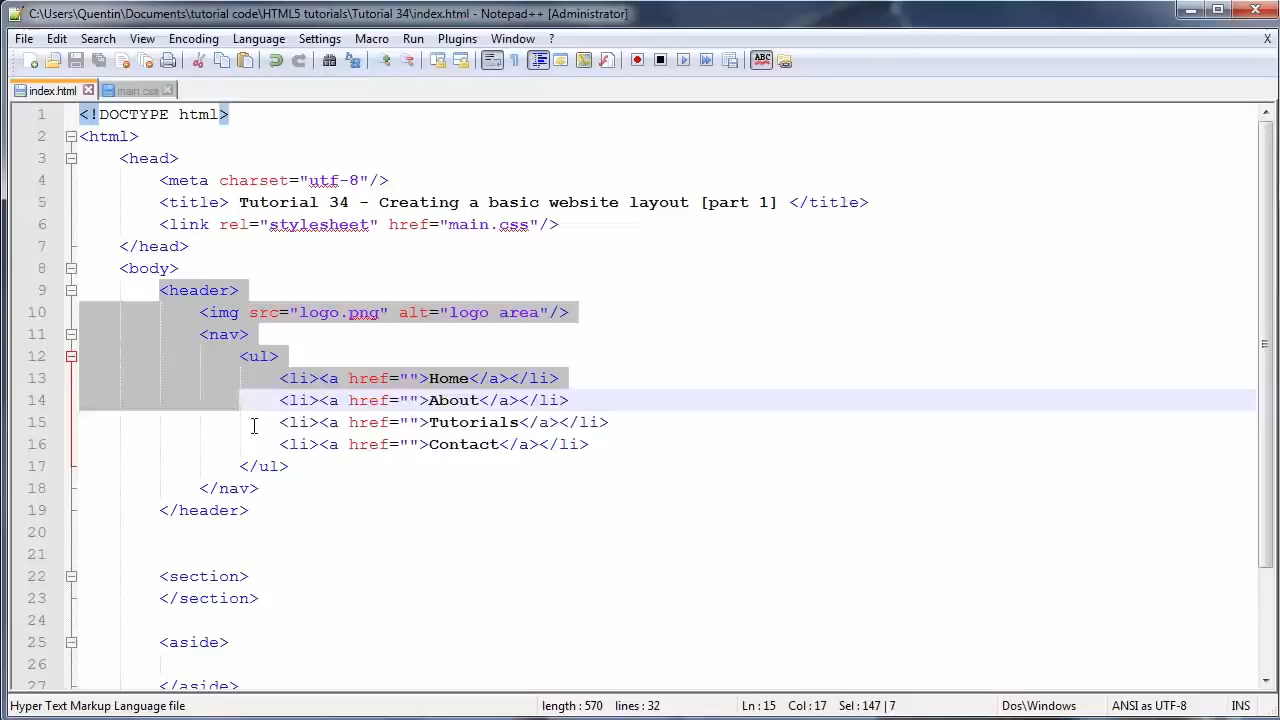 C:\Users\Quentin\Documents\tutorial code\HTML5 tutorials\Tutorial 34\index.html - Notepad++ [Administrator]
File Edit Search View Encoding Language Settings Macro Run Plugins Window ? X
index.html main.css
1 <!DOCTYPE html>
2 <html>
3 <head>
4 <meta charset="utf-8"/>
5 <title> Tutorial 34 - Creating a basic website layout [part 1] </title>
6 <link rel="stylesheet" href="main.css"/>
7 </head>
8 <body>
9 <header>
10 <img src="logo.png" alt="logo area"/>
11 <nav>
12 <ul>
13 <li><a href="">Home</a></li>
14 <li><a href="">About</a></li>
15 <li><a href="">Tutorials</a></li>
16 <li><a href="">Contact</a></li>
17 </ul>
18 </nav>
19 </header>
20
21
22 <section>
23 </section>
24
25 <aside>
26
27 </aside>
Hyper Text Markup Language file length : 570 lines : 32 Ln : 15 Col : 17 Sel : 147 | 7 Dos\Windows ANSI as UTF-8 INS